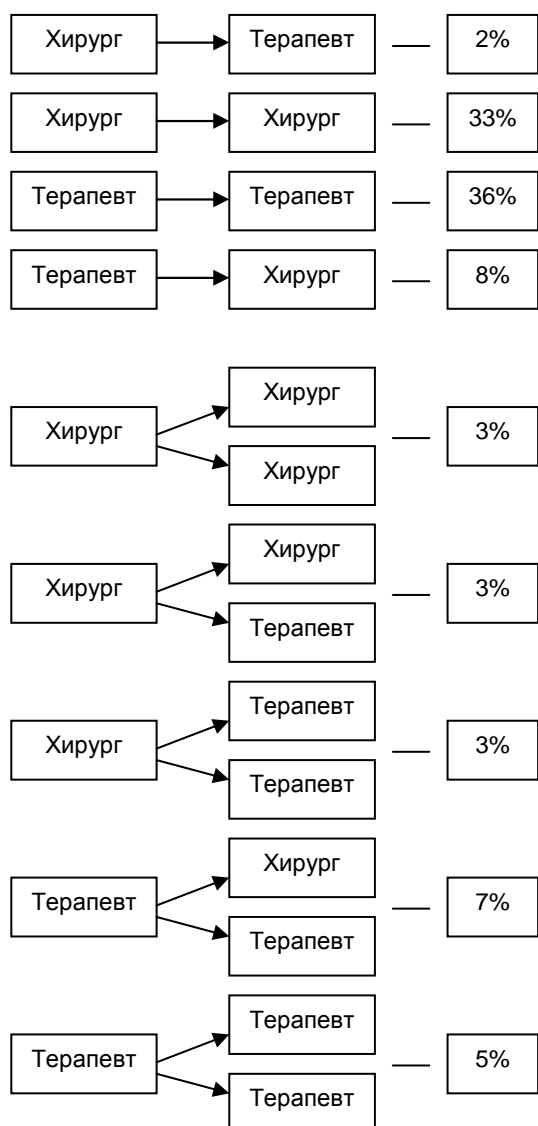 Хирург Терапевт — 2%
Хирург Хирург — 33%
Терапевт Терапевт — 36%
Терапевт Хирург — 8%
Хирург
Хирург — 3%
Хирург
Хирург
Хирург — 3%
Терапевт
Терапевт
Хирург — 3%
Терапевт
Хирург
Терапевт — 7%
Терапевт
Терапевт
Терапевт — 5%
Терапевт